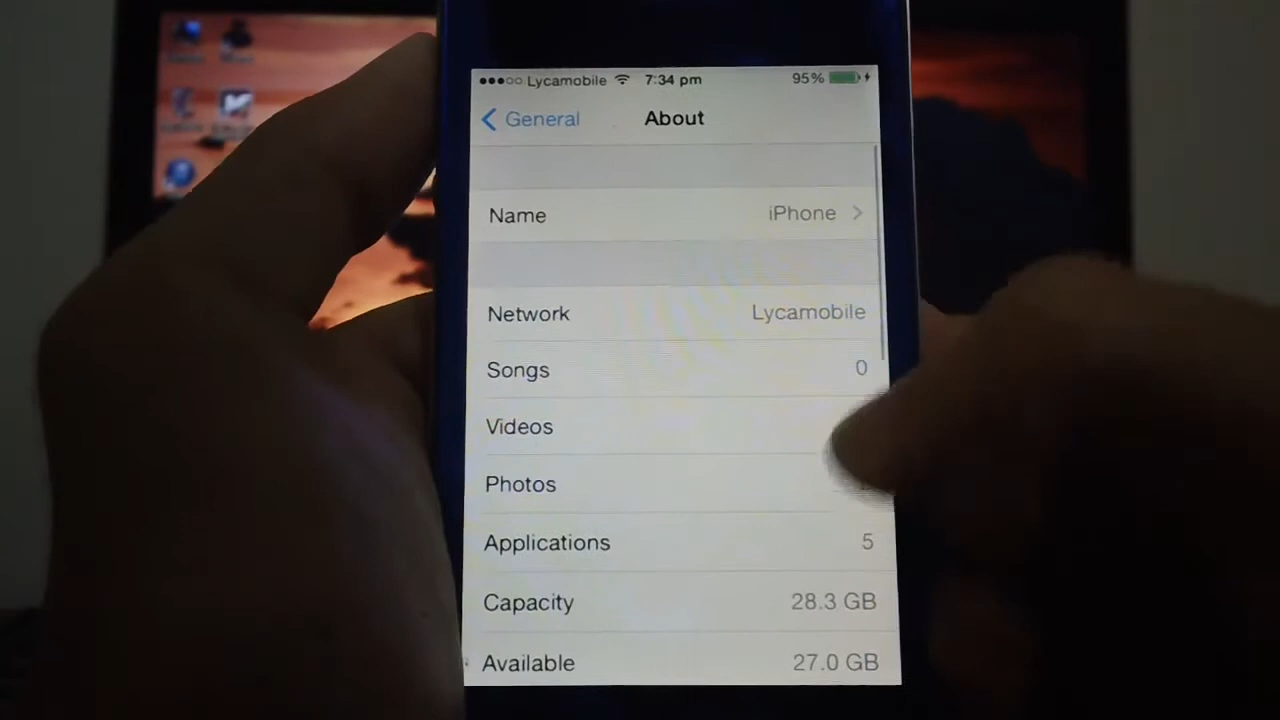 Lycamobile 7:34 pm 95%
General About
Name iPhone
Network Lycamobile
Songs 0
Videos
Photos
Applications 5
Capacity 28.3 GB
Available 27.0 GB